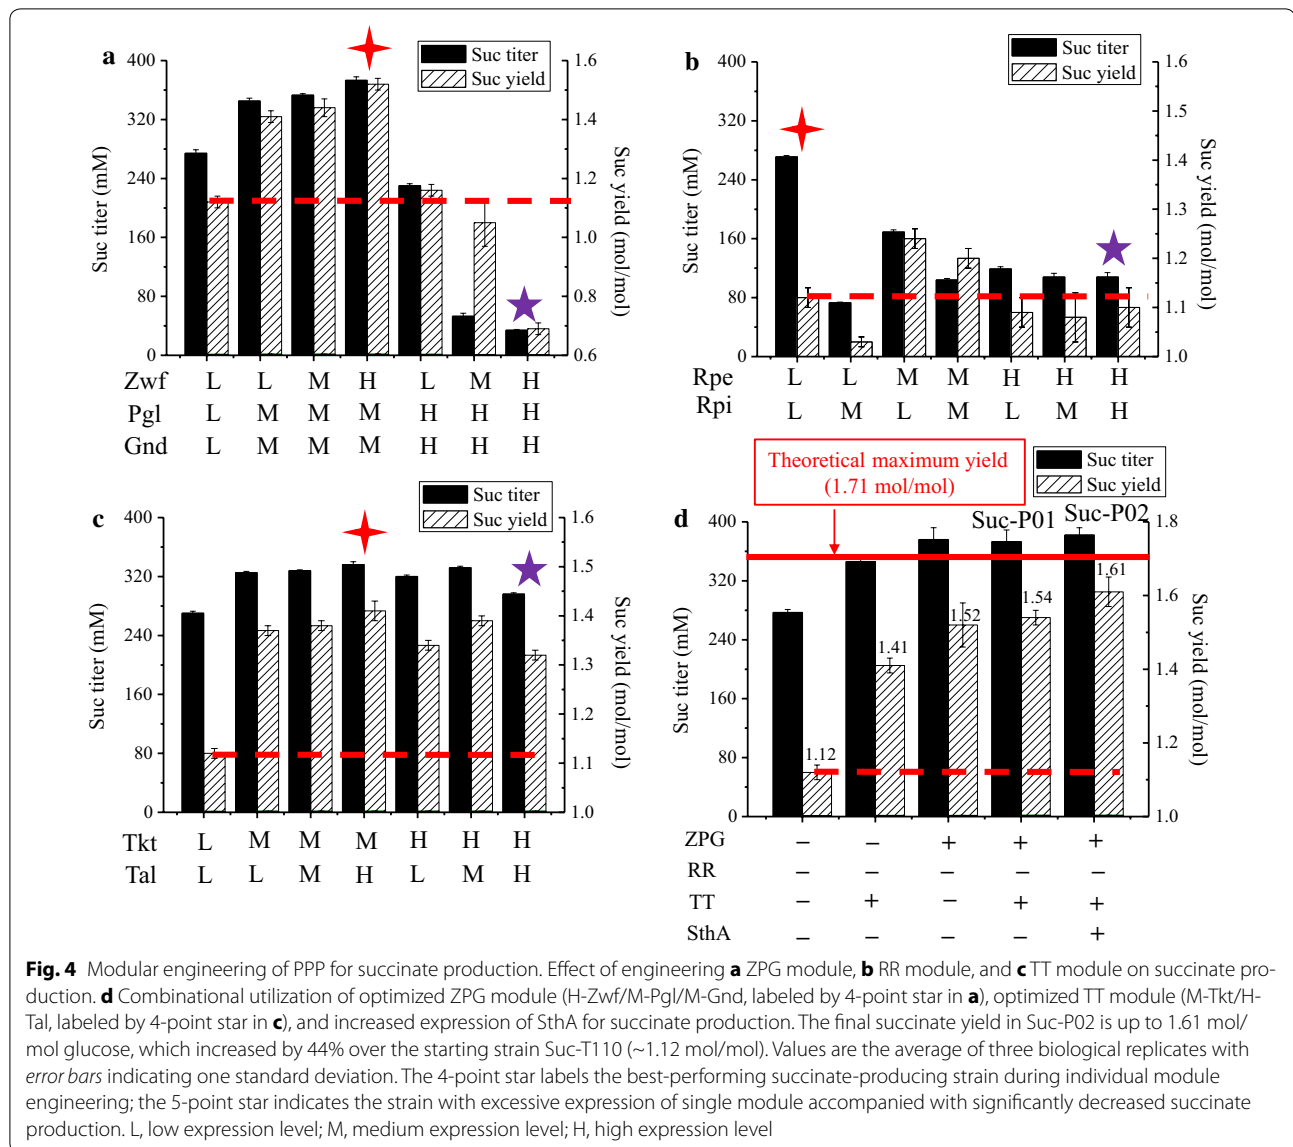 a
Suc titer
Suc yield
400
320
240
160
80
0
Suc titer (mM)
1.6
1.4
1.2
1.0
0.8
0.6
Suc yield (mol/mol)
Zwf L L M H L M H
Pgl L M M M H H H
Gnd L M M M H H H
b
Suc titer
Suc yield
400
320
240
160
80
0
Suc titer (mM)
1.6
1.5
1.4
1.3
1.2
1.1
1.0
Suc yield (mol/mol)
Rpe L L M M H H H
Rpi L M L M L M H
c
Suc titer
Suc yield
400
320
240
160
80
0
Suc titer (mM)
1.6
1.5
1.4
1.3
1.2
1.1
1.0
Suc yield (mol/mol)
Tkt L M M M H H H
Tal L L M H L M H
Theoretical maximum yield
(1.71 mol/mol)
Suc titer
Suc yield
d
Suc-P01
Suc-P02
400
320
240
160
80
0
Suc titer (mM)
1.12
1.41
1.52
1.54
1.61
1.8
1.6
1.4
1.2
1.0
Suc yield (mol/mol)
ZPG – – + + +
RR – – – – –
TT – + – + +
SthA – – – – +
Fig. 4 Modular engineering of PPP for succinate production. Effect of engineering a ZPG module, b RR module, and c TT module on succinate pro-
duction. d Combinational utilization of optimized ZPG module (H-Zwf/M-Pgl/M-Gnd, labeled by 4-point star in a), optimized TT module (M-Tkt/H-
Tal, labeled by 4-point star in c), and increased expression of SthA for succinate production. The final succinate yield in Suc-P02 is up to 1.61 mol/
mol glucose, which increased by 44% over the starting strain Suc-T110 (~1.12 mol/mol). Values are the average of three biological replicates with
error bars indicating one standard deviation. The 4-point star labels the best-performing succinate-producing strain during individual module
engineering; the 5-point star indicates the strain with excessive expression of single module accompanied with significantly decreased succinate
production. L, low expression level; M, medium expression level; H, high expression level